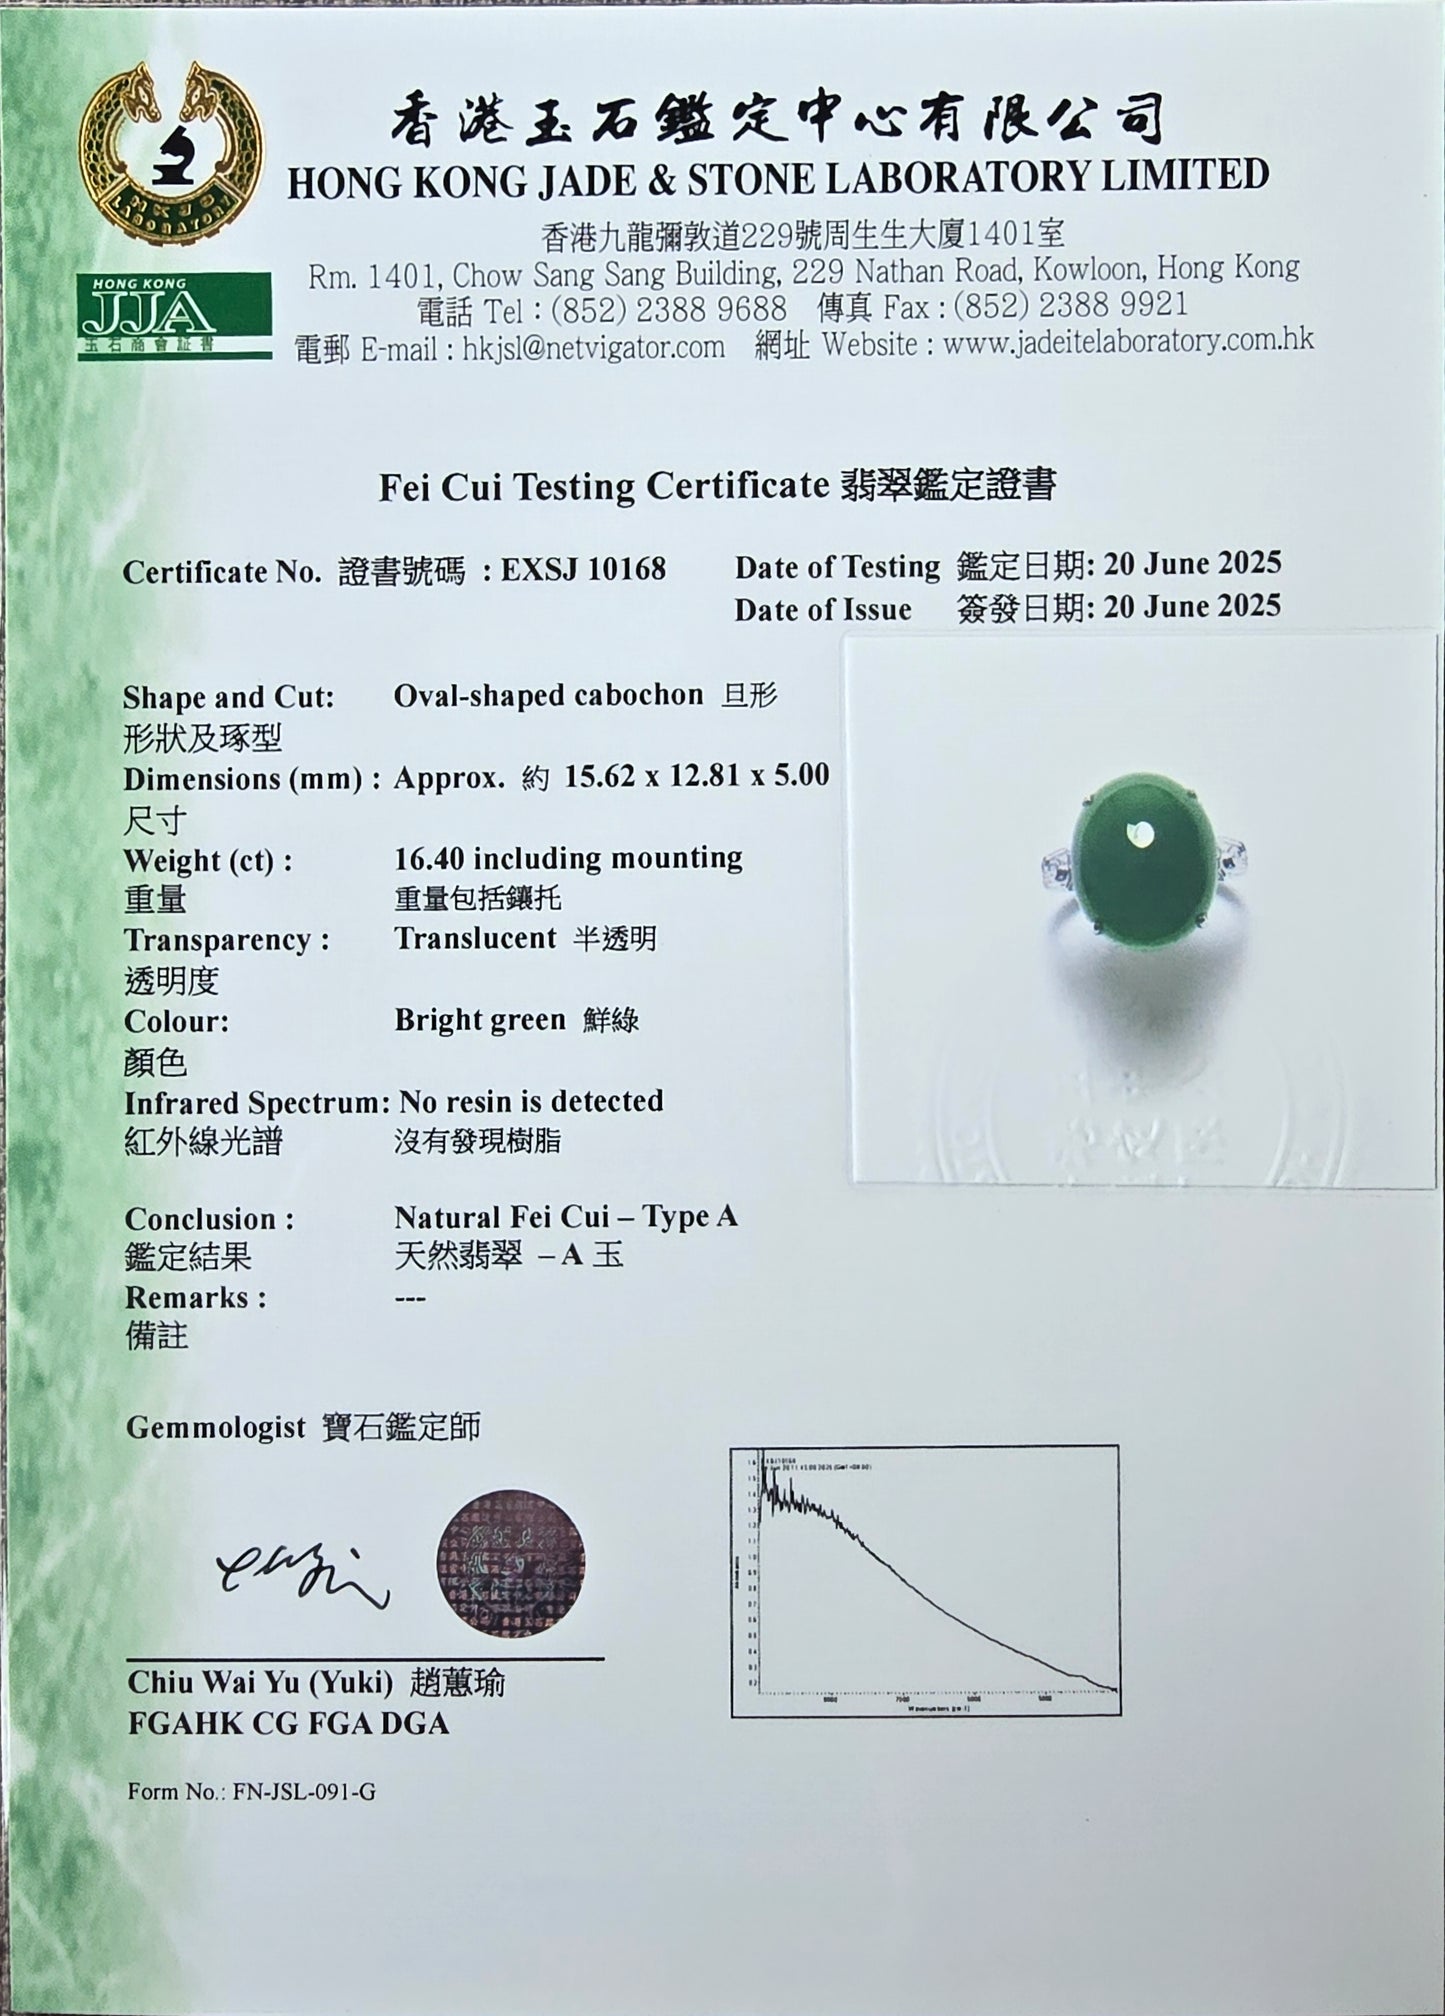 香港玉石鑑定中心有限公司
HONG KONG JADE & STONE LABORATORY LIMITED
香港九龍彌敦道229號周生生大廈1401室
Rm. 1401, Chow Sang Sang Building, 229 Nathan Road, Kowloon, Hong Kong
電話 Tel : (852) 2388 9688 傳真 Fax : (852) 2388 9921
電郵 E-mail : hkjsl@netvigator.com 網址 Website : www.jadeitelaboratory.com.hk
HKJS
LABORATORY
HONG KONG
JJA
玉石商會証書
Fei Cui Testing Certificate 翡翠鑑定證書
Certificate No. 證書號碼 : EXSJ 10168
Date of Testing 鑑定日期: 20 June 2025
Date of Issue 簽發日期: 20 June 2025
Shape and Cut: Oval-shaped cabochon 旦形
形狀及琢型
Dimensions (mm) : Approx. 約 15.62 x 12.81 x 5.00
尺寸
Weight (ct) : 16.40 including mounting
重量 重量包括鑲托
Transparency : Translucent 半透明
透明度
Colour: Bright green 鮮綠
顏色
Infrared Spectrum: No resin is detected
紅外線光譜 沒有發現樹脂
Conclusion : Natural Fei Cui – Type A
鑑定結果 天然翡翠 – A 玉
Remarks : ---
備註
Gemmologist 寶石鑑定師
Chiu Wai Yu (Yuki) 趙蕙瑜
FGAHK CG FGA DGA
Form No.: FN-JSL-091-G